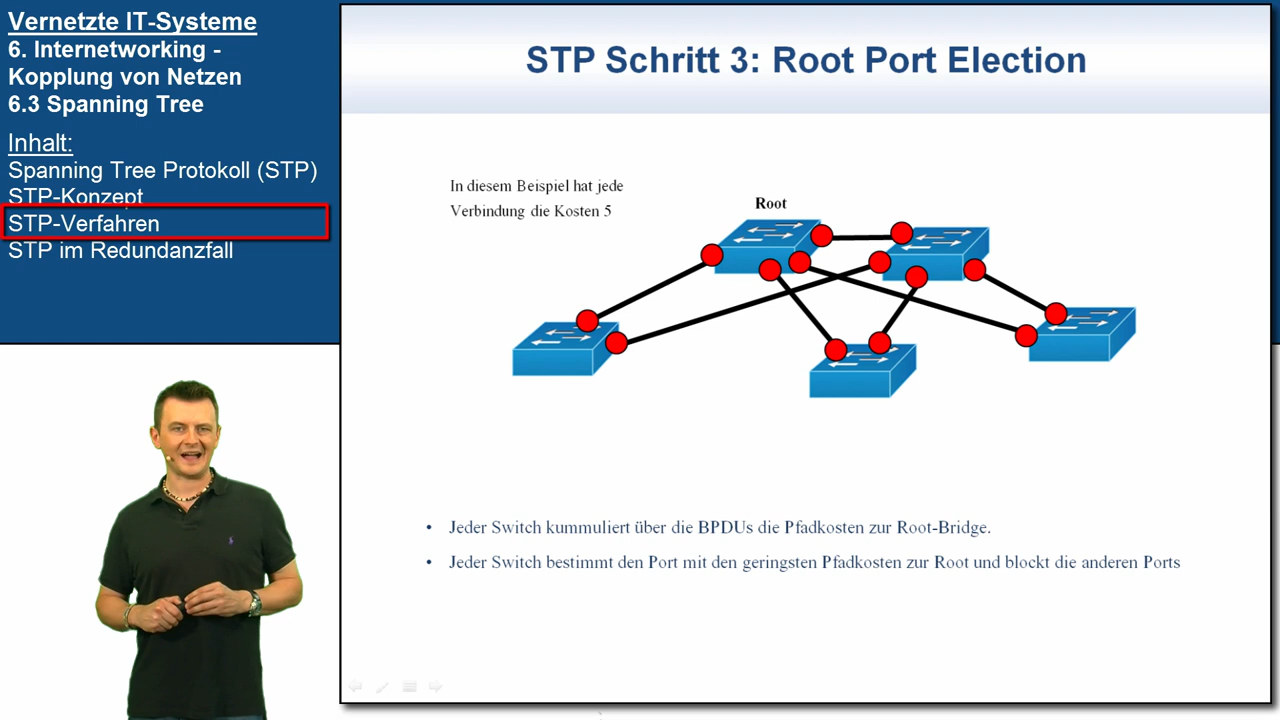 Vernetzte IT-Systeme
6. Internetworking -
Kopplung von Netzen
6.3 Spanning Tree
Inhalt:
Spanning Tree Protokoll (STP)
STP-Konzept
STP-Verfahren
STP im Redundanzfall
STP Schritt 3: Root Port Election
In diesem Beispiel hat jede
Verbindung die Kosten 5
Root
• Jeder Switch kummuliert über die BPDUs die Pfadkosten zur Root-Bridge.
• Jeder Switch bestimmt den Port mit den geringsten Pfadkosten zur Root und blockt die anderen Ports